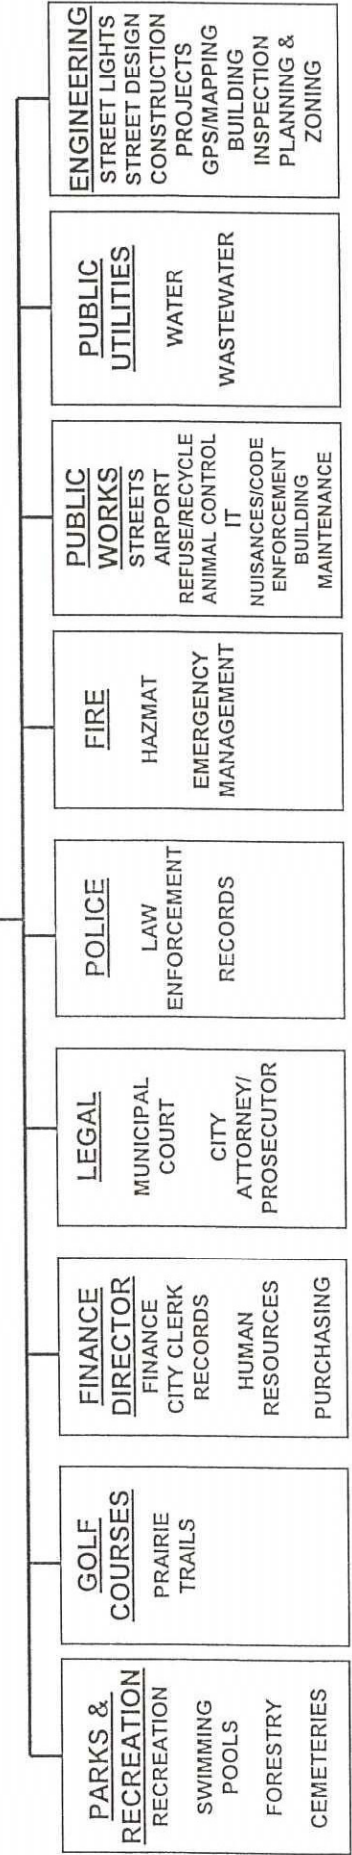 PARKS &
RECREATION
RECREATION
SWIMMING
POOLS
FORESTRY
CEMETERIES
GOLF
COURSES
PRAIRIE
TRAILS
FINANCE
DIRECTOR
FINANCE
CITY CLERK
RECORDS
HUMAN
RESOURCES
PURCHASING
LEGAL
MUNICIPAL
COURT
CITY
ATTORNEY/
PROSECUTOR
POLICE
LAW
ENFORCEMENT
RECORDS
FIRE
HAZMAT
EMERGENCY
MANAGEMENT
PUBLIC
WORKS
STREETS
AIRPORT
REFUSE/RECYCLE
ANIMAL CONTROL
IT
NUISANCES/CODE
ENFORCEMENT
BUILDING
MAINTENANCE
PUBLIC
UTILITIES
WATER
WASTEWATER
ENGINEERING
STREET LIGHTS
STREET DESIGN
CONSTRUCTION
PROJECTS
GPS/MAPPING
BUILDING
INSPECTION
PLANNING &
ZONING